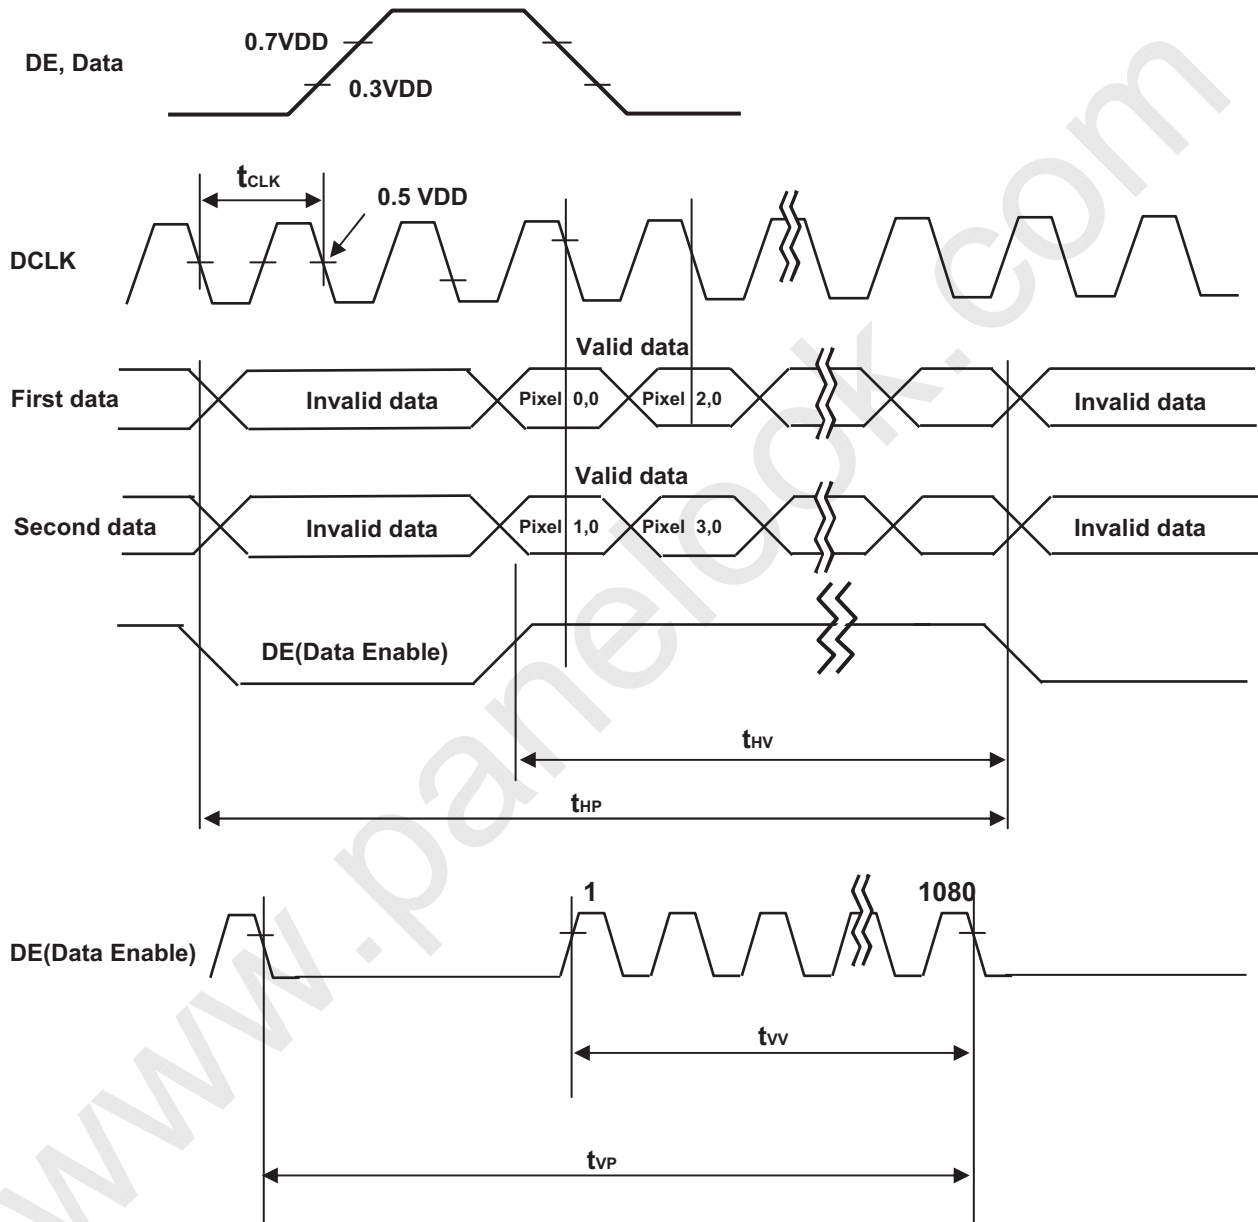 0.7VDD
DE, Data
0.3VDD
tCLK
0.5 VDD
DCLK
Valid data
First data
Invalid data
Pixel 0,0
Pixel 2,0
Invalid data
Valid data
Second data
Invalid data
Pixel 1,0
Pixel 3,0
Invalid data
DE(Data Enable)
tHV
tHP
1
1080
DE(Data Enable)
tVV
tVP
www.panelook.com